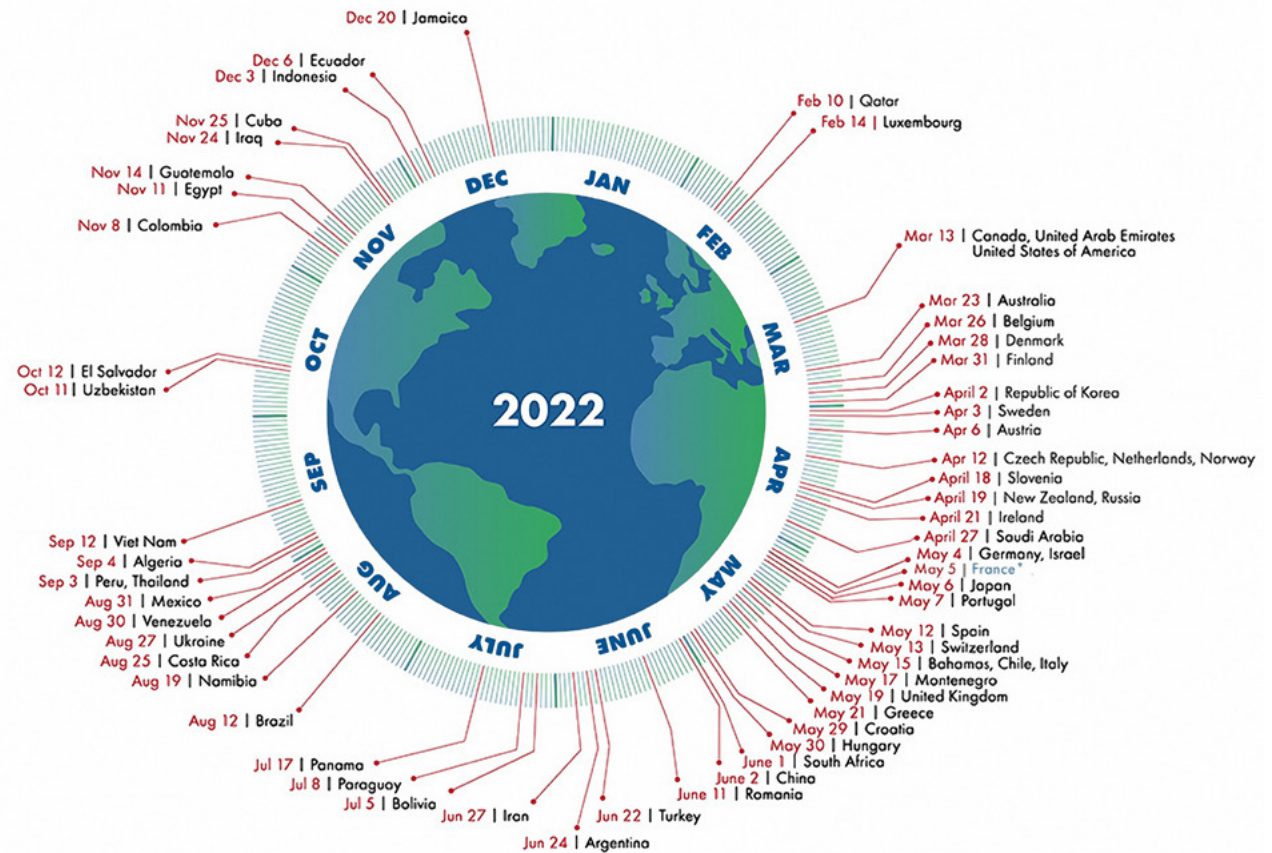 Dec 20 | Jamaica
Dec 6 | Ecuador
Dec 3 | Indonesia
Nov 25 | Cuba
Nov 24 | Iraq
Nov 14 | Guatemala
Nov 11 | Egypt
Nov 8 | Colombia
Oct 12 | El Salvador
Oct 11 | Uzbekistan
Sep 12 | Viet Nam
Sep 4 | Algeria
Sep 3 | Peru, Thailand
Aug 31 | Mexico
Aug 30 | Venezuela
Aug 27 | Ukraine
Aug 25 | Costa Rica
Aug 19 | Namibia
Aug 12 | Brazil
Jul 17 | Panama
Jul 8 | Paraguay
Jul 5 | Bolivia
Jun 27 | Iran
Jun 24 | Argentina
Jun 22 | Turkey
Feb 10 | Qatar
Feb 14 | Luxembourg
Mar 13 | Canada, United Arab Emirates
United States of America
Mar 23 | Australia
Mar 26 | Belgium
Mar 28 | Denmark
Mar 31 | Finland
April 2 | Republic of Korea
Apr 3 | Sweden
Apr 6 | Austria
Apr 12 | Czech Republic, Netherlands, Norway
April 18 | Slovenia
April 19 | New Zealand, Russia
April 21 | Ireland
April 27 | Saudi Arabia
May 4 | Germany, Israel
May 5 | France*
May 6 | Japan
May 7 | Portugal
May 12 | Spain
May 13 | Switzerland
May 15 | Bahamas, Chile, Italy
May 17 | Montenegro
May 19 | United Kingdom
May 21 | Greece
May 29 | Croatia
May 30 | Hungary
June 1 | South Africa
June 2 | China
June 11 | Romania
JAN
FEB
MAR
APR
MAY
JUNE
JULY
AUG
SEP
OCT
NOV
DEC
2022